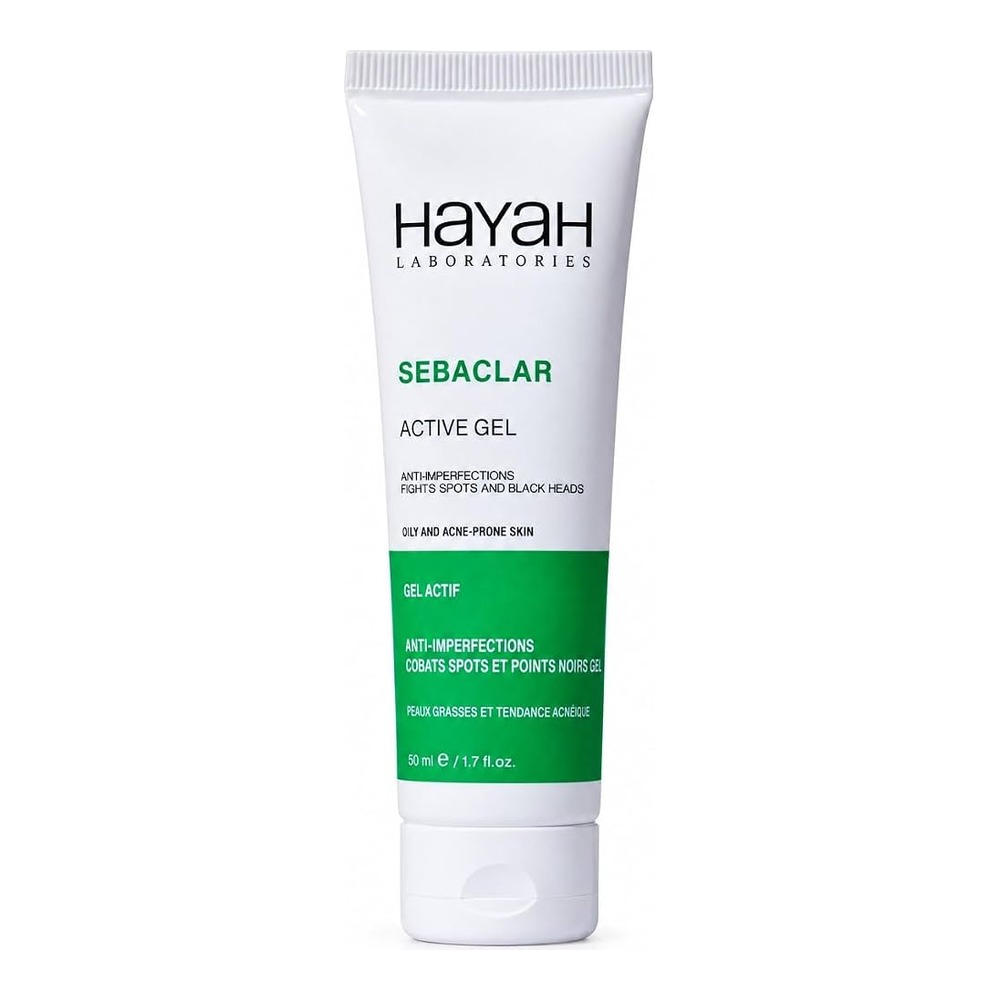 HAYAH
LABORATORIES
SEBACLAR
ACTIVE GEL
ANTI-IMPERFECTIONS
FIGHTS SPOTS AND BLACK HEADS
OILY AND ACNE-PRONE SKIN
GEL ACTIF
ANTI-IMPERFECTIONS
COBATS SPOTS ET POINTS NOIRS GEL
PEAUX GRASSES ET TENDANCE ACNÉIQUE
50 ml e / 1.7 fl.oz.